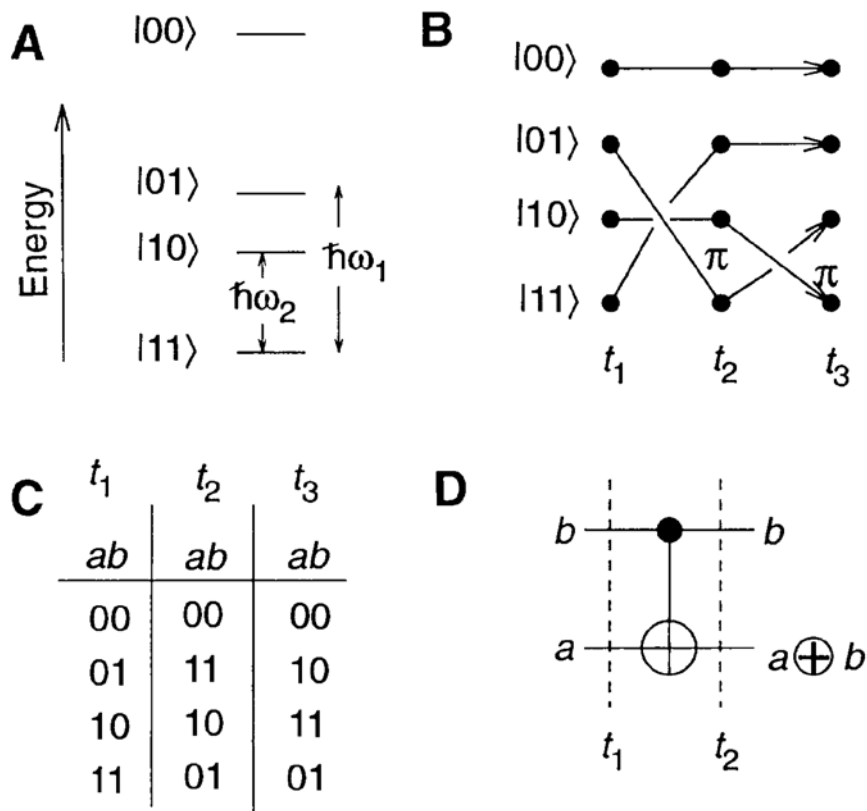 A
|00⟩
|01⟩
|10⟩
|11⟩
Energy
ħω₁
ħω₂
B
|00⟩
|01⟩
|10⟩
|11⟩
π
π
t₁ t₂ t₃
C
t₁ t₂ t₃
ab ab ab
00 00 00
01 11 10
10 10 11
11 01 01
D
b b
a a ⊕ b
t₁ t₂